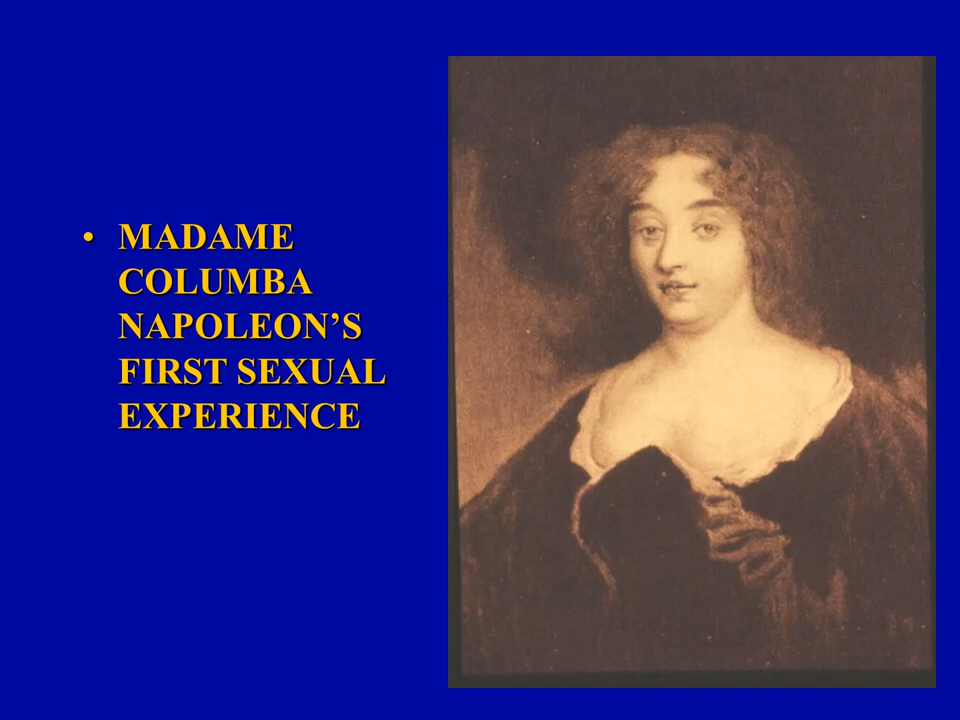 • MADAME
COLUMBA
NAPOLEON’S
FIRST SEXUAL
EXPERIENCE